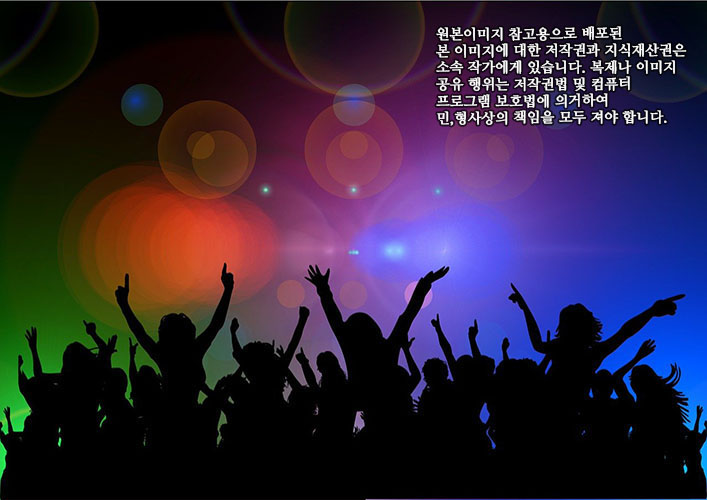 원본이미지 참고용으로 배포된
본 이미지에 대한 저작권과 지식재산권은
소속 작가에게 있습니다. 복제나 이미지
공유 행위는 저작권법 및 컴퓨터
프로그램 보호법에 의거하여
민,형사상의 책임을 모두 져야 합니다.